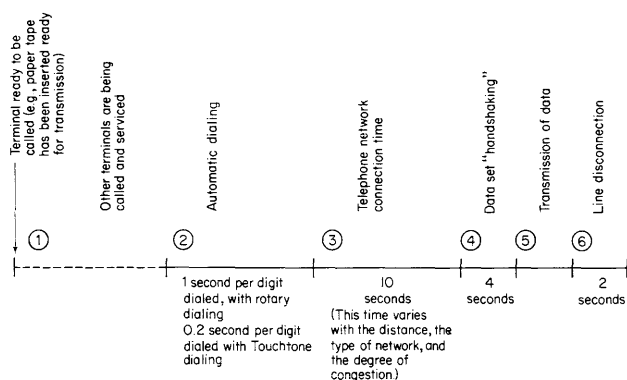 Terminal ready to be
called (e.g., paper tape
has been inserted ready
for transmission)
Other terminals are being
called and serviced
Automatic dialing
Telephone network
connection time
Data set "handshaking"
Transmission of data
Line disconnection
1
2
3
4
5
6
1 second per digit
dialed, with rotary
dialing
0.2 second per digit
dialed with Touchtone
dialing
10
seconds
(This time varies
with the distance, the
type of network, and
the degree of
congestion.)
4
seconds
2
seconds